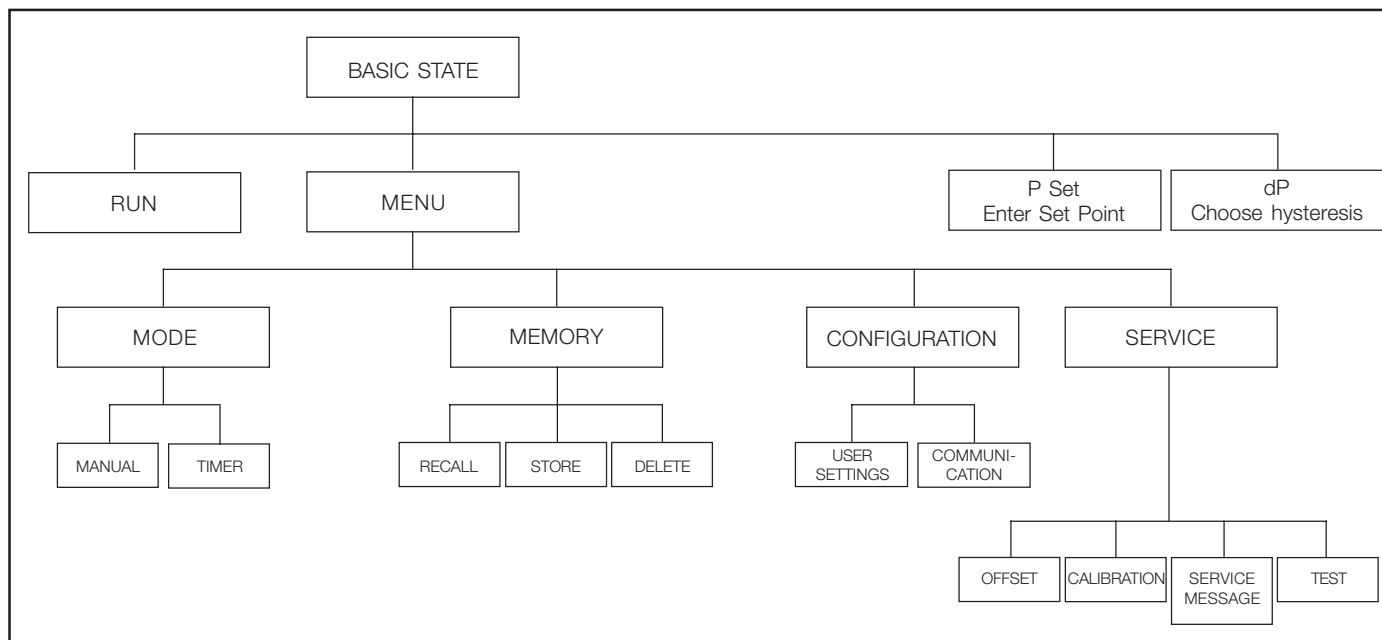 BASIC STATE
RUN
MENU
P Set
Enter Set Point
dP
Choose hysteresis
MODE
MEMORY
CONFIGURATION
SERVICE
MANUAL
TIMER
RECALL
STORE
DELETE
USER
SETTINGS
COMMUNI-
CATION
OFFSET
CALIBRATION
SERVICE
MESSAGE
TEST